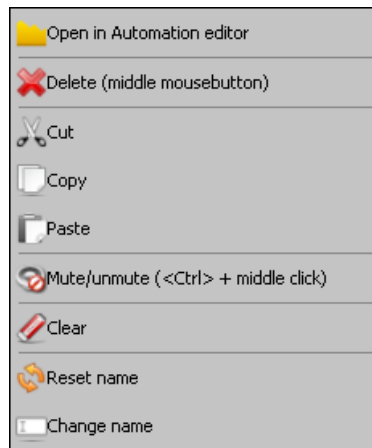 Open in Automation editor
Delete (middle mousebutton)
Cut
Copy
Paste
Mute/unmute (<Ctrl> + middle click)
Clear
Reset name
Change name